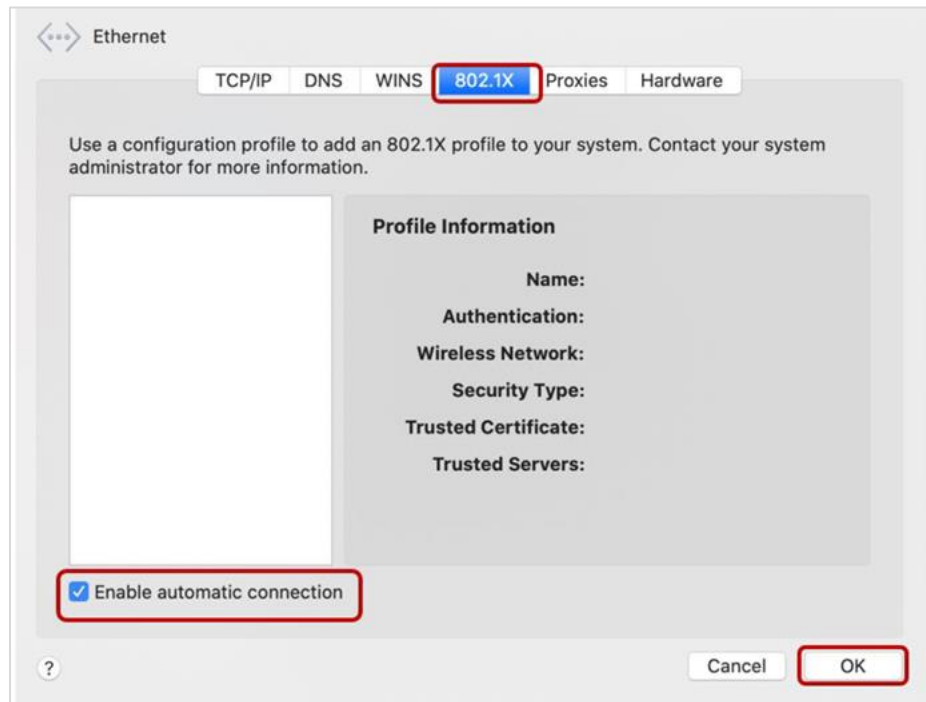 Ethernet
TCP/IP DNS WINS 802.1X Proxies Hardware
Use a configuration profile to add an 802.1X profile to your system. Contact your system
administrator for more information.
Profile Information
Name:
Authentication:
Wireless Network:
Security Type:
Trusted Certificate:
Trusted Servers:
Enable automatic connection
? Cancel OK